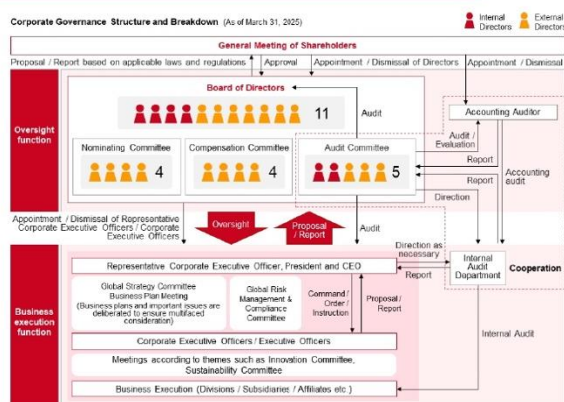 Corporate Governance Structure and Breakdown (As of March 31, 2025)
Internal
Directors
External
Directors
General Meeting of Shareholders
Proposal / Report based on applicable laws and regulations
Approval
Appointment / Dismissal of Directors
Appointment / Dismissal
Oversight
function
Board of Directors
11
Audit
Accounting Auditor
Nominating Committee
4
Compensation Committee
4
Audit Committee
5
Audit /
Evaluation
Report
Report
Direction
Accounting
audit
Appointment / Dismissal of Representative
Corporate Executive Officers / Corporate
Executive Officers
Oversight
Proposal
/ Report
Audit
Business
execution
function
Representative Corporate Executive Officer, President and CEO
Direction as
necessary
Report
Internal
Audit
Department
Cooperation
Global Strategy Committee
Business Plan Meeting
(Business plans and important issues are
deliberated to ensure multifaced
consideration)
Global Risk
Management &
Compliance
Committee
Command /
Order /
Instruction
Proposal /
Report
Corporate Executive Officers / Executive Officers
Internal Audit
Meetings according to themes such as Innovation Committee,
Sustainability Committee
Business Execution (Divisions / Subsidiaries / Affiliates etc.)